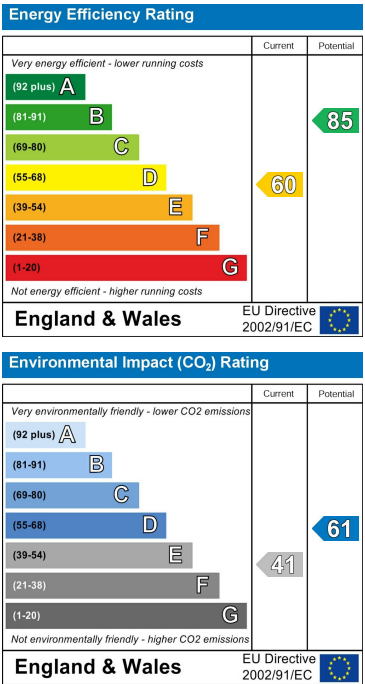 Energy Efficiency Rating
Current Potential
Very energy efficient - lower running costs
(92 plus) A
(81-91) B
85
(69-80) C
(55-68) D
60
(39-54) E
(21-38) F
(1-20) G
Not energy efficient - higher running costs
England & Wales
EU Directive
2002/91/EC
Environmental Impact (CO₂) Rating
Current Potential
Very environmentally friendly - lower CO2 emissions
(92 plus) A
(81-91) B
(69-80) C
(55-68) D
61
(39-54) E
41
(21-38) F
(1-20) G
Not environmentally friendly - higher CO2 emissions
England & Wales
EU Directive
2002/91/EC